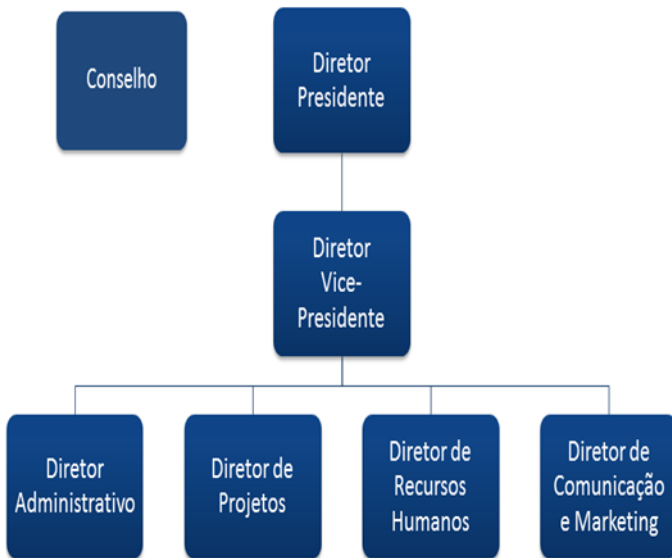 Conselho
Diretor
Presidente
Diretor
Vice-
Presidente
Diretor
Administrativo
Diretor de
Projetos
Diretor de
Recursos
Humanos
Diretor de
Comunicação
e Marketing